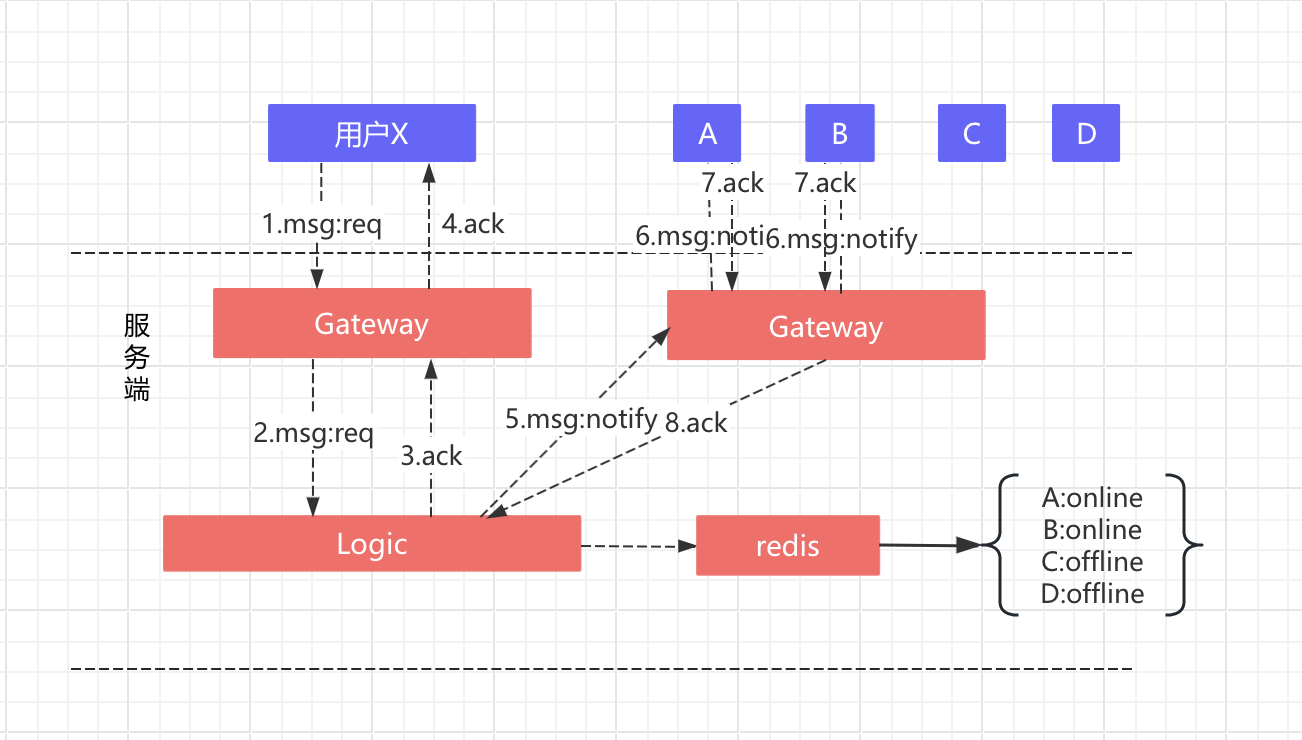 用户X
A
B
C
D
7.ack
7.ack
1.msg:req
4.ack
6.msg:noti
6.msg:notify
服
务
端
Gateway
Gateway
5.msg:notify
8.ack
2.msg:req
3.ack
A:online
B:online
C:offline
D:offline
Logic
redis